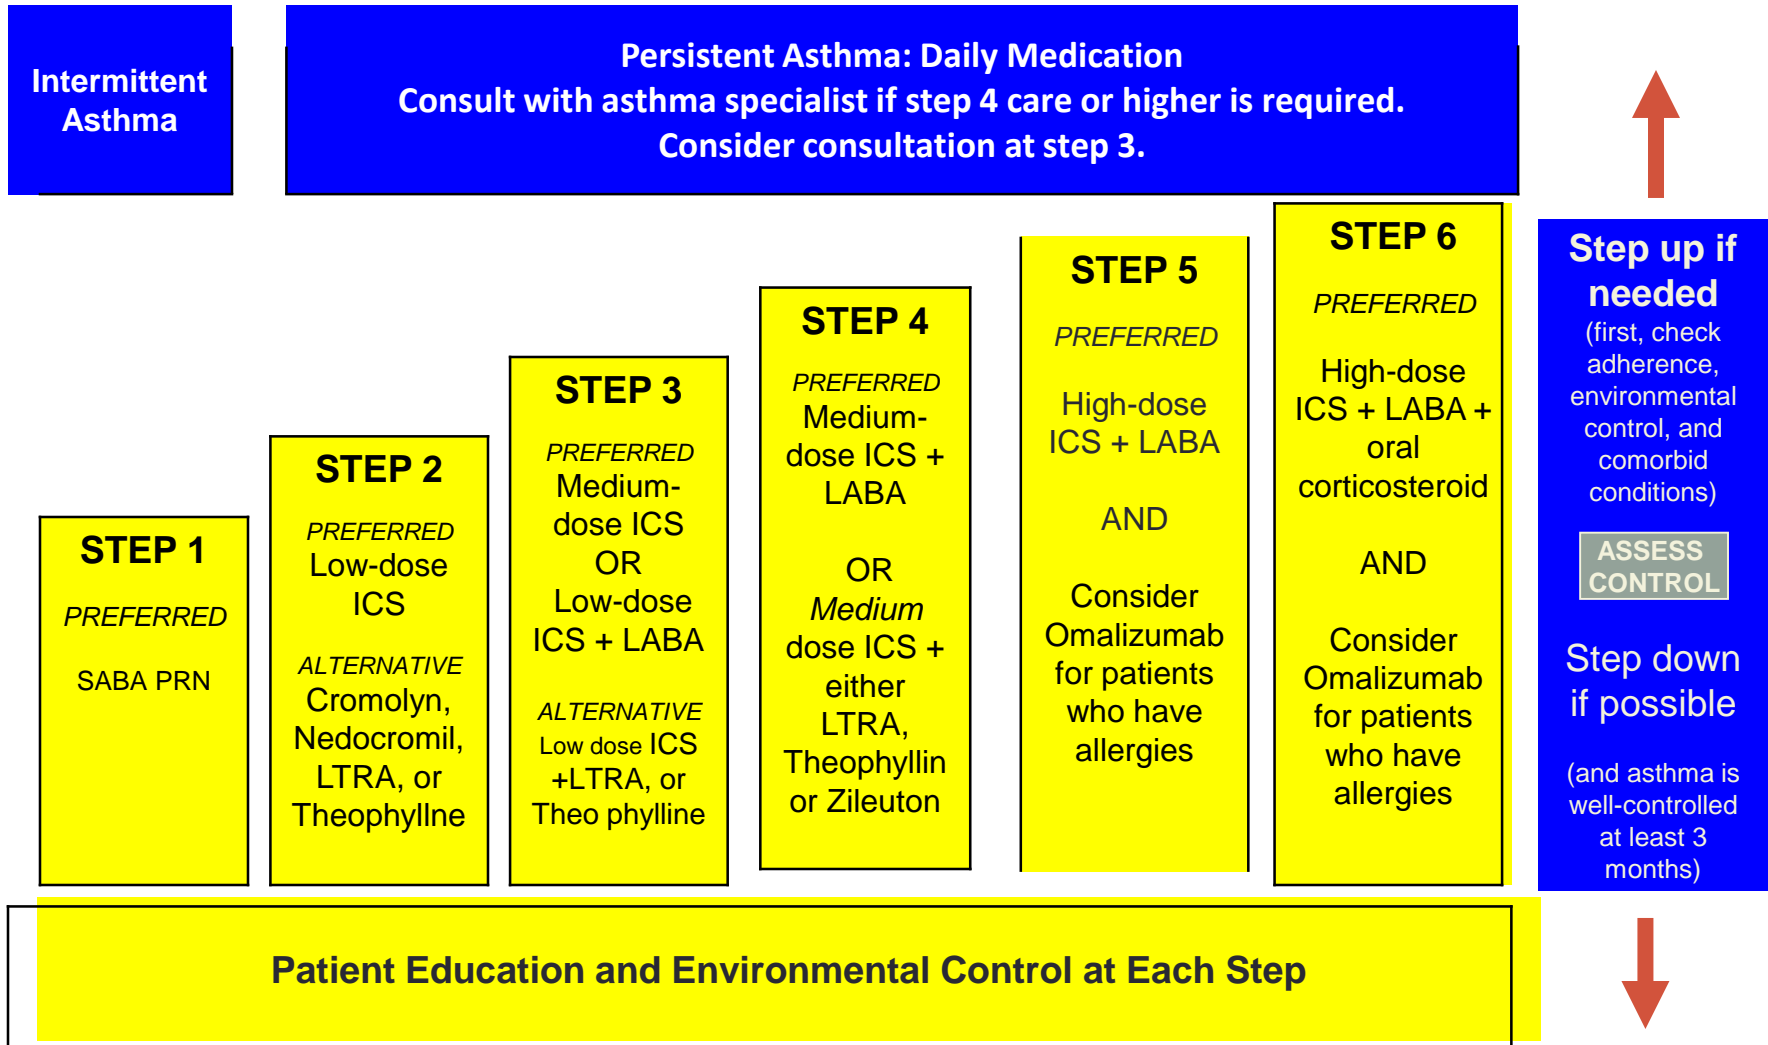 Intermittent
Asthma
Persistent Asthma: Daily Medication
Consult with asthma specialist if step 4 care or higher is required.
Consider consultation at step 3.
STEP 1
PREFERRED
SABA PRN
STEP 2
PREFERRED
Low-dose
ICS
ALTERNATIVE
Cromolyn,
Nedocromil,
LTRA, or
Theophyllne
STEP 3
PREFERRED
Medium-
dose ICS
OR
Low-dose
ICS + LABA
ALTERNATIVE
Low dose ICS
+LTRA, or
Theo phylline
STEP 4
PREFERRED
Medium-
dose ICS +
LABA
OR
Medium
dose ICS +
either
LTRA,
Theophyllin
or Zileuton
STEP 5
PREFERRED
High-dose
ICS + LABA
AND
Consider
Omalizumab
for patients
who have
allergies
STEP 6
PREFERRED
High-dose
ICS + LABA +
oral
corticosteroid
AND
Consider
Omalizumab
for patients
who have
allergies
Step up if
needed
(first, check
adherence,
environmental
control, and
comorbid
conditions)
ASSESS
CONTROL
Step down
if possible
(and asthma is
well-controlled
at least 3
months)
Patient Education and Environmental Control at Each Step